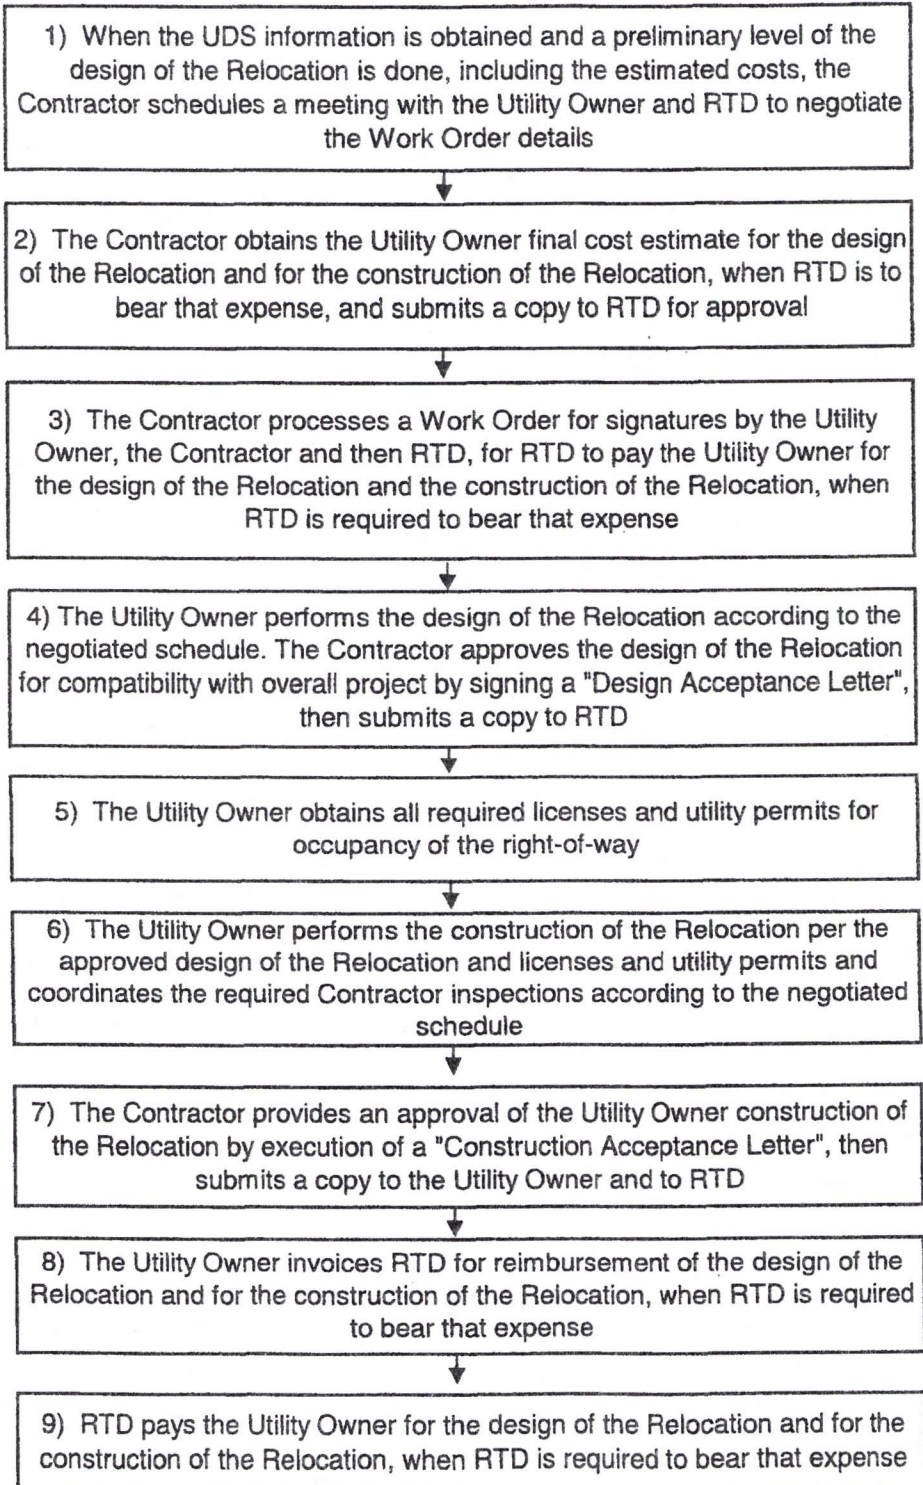 1) When the UDS information is obtained and a preliminary level of the
design of the Relocation is done, including the estimated costs, the
Contractor schedules a meeting with the Utility Owner and RTD to negotiate
the Work Order details
2) The Contractor obtains the Utility Owner final cost estimate for the design
of the Relocation and for the construction of the Relocation, when RTD is to
bear that expense, and submits a copy to RTD for approval
3) The Contractor processes a Work Order for signatures by the Utility
Owner, the Contractor and then RTD, for RTD to pay the Utility Owner for
the design of the Relocation and the construction of the Relocation, when
RTD is required to bear that expense
4) The Utility Owner performs the design of the Relocation according to the
negotiated schedule. The Contractor approves the design of the Relocation
for compatibility with overall project by signing a "Design Acceptance Letter",
then submits a copy to RTD
5) The Utility Owner obtains all required licenses and utility permits for
occupancy of the right-of-way
6) The Utility Owner performs the construction of the Relocation per the
approved design of the Relocation and licenses and utility permits and
coordinates the required Contractor inspections according to the negotiated
schedule
7) The Contractor provides an approval of the Utility Owner construction of
the Relocation by execution of a "Construction Acceptance Letter", then
submits a copy to the Utility Owner and to RTD
8) The Utility Owner invoices RTD for reimbursement of the design of the
Relocation and for the construction of the Relocation, when RTD is required
to bear that expense
9) RTD pays the Utility Owner for the design of the Relocation and for the
construction of the Relocation, when RTD is required to bear that expense